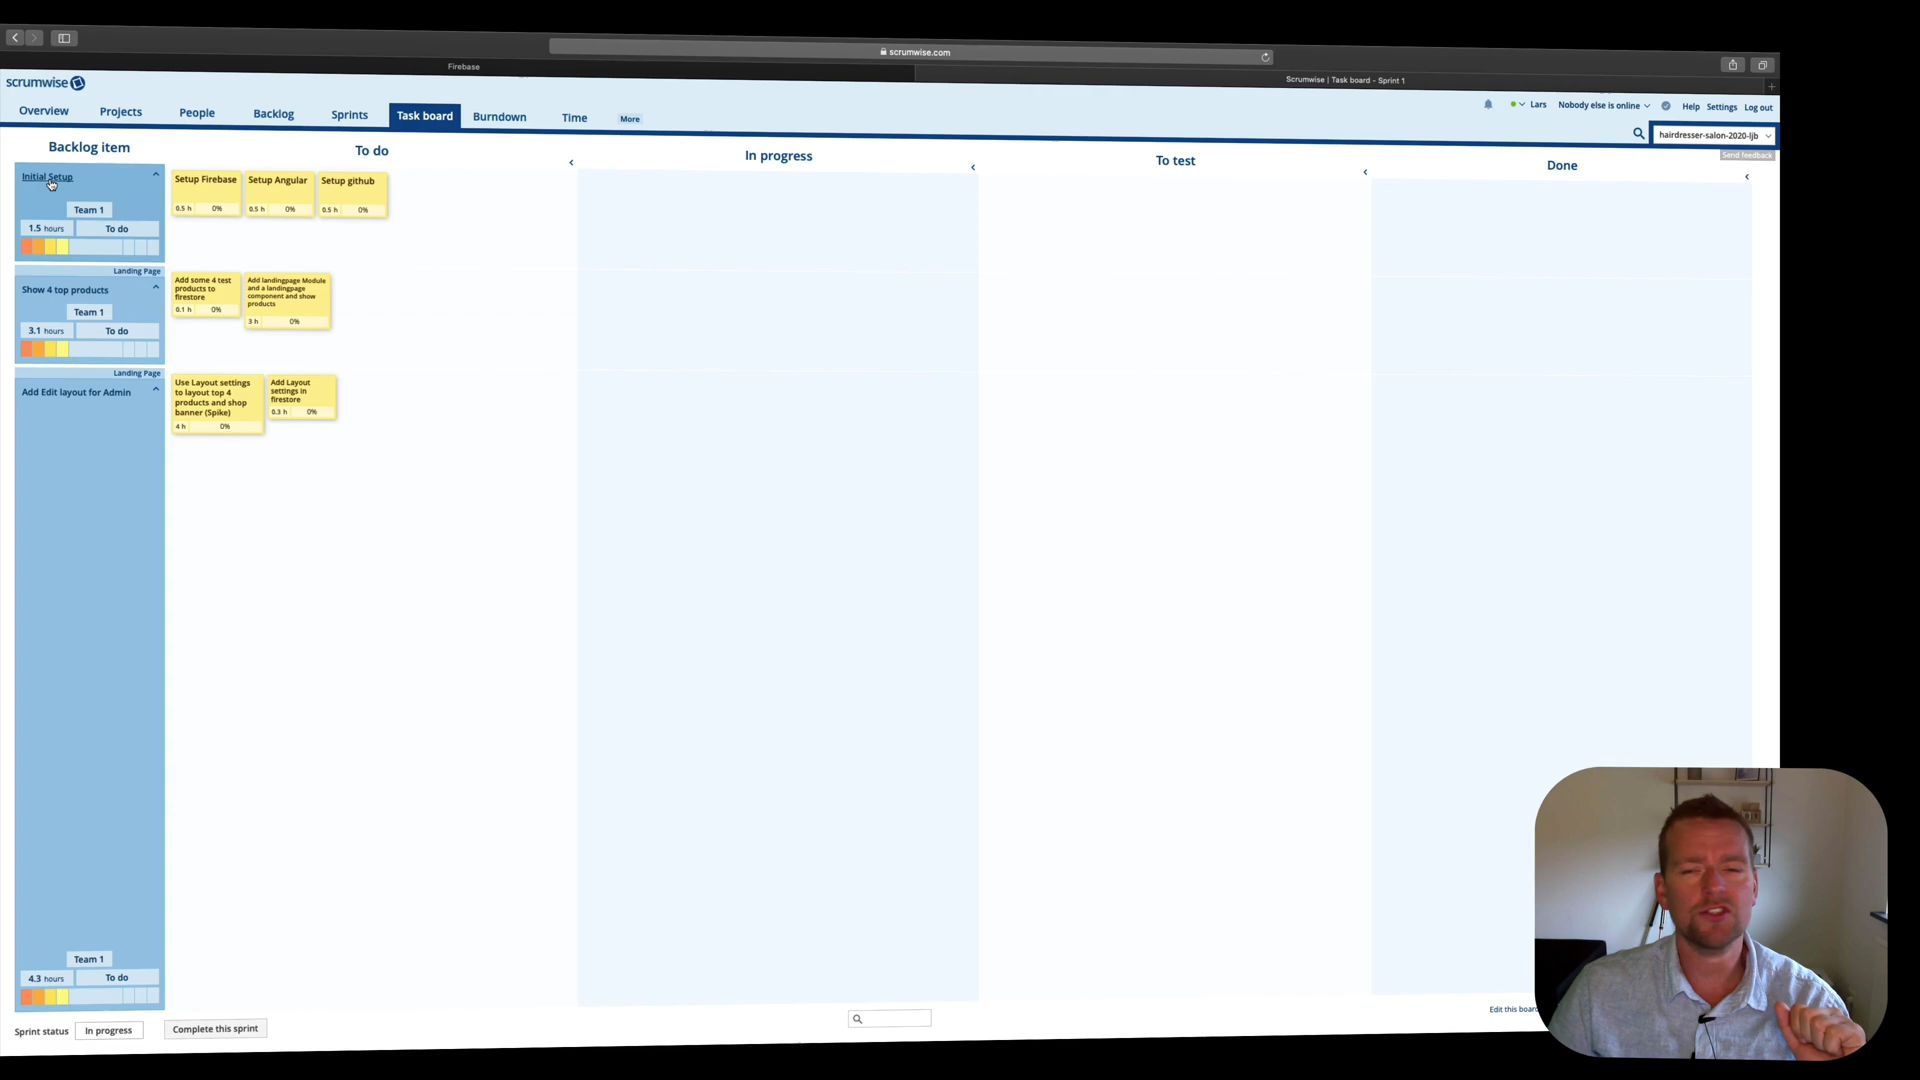 scrumwise.com
Firebase
Scrumwise | Task board - Sprint 1
scrumwise
Overview
Projects
People
Backlog
Sprints
Task board
Burndown
Time
More
Lars
Nobody else is online
Help
Settings
Log out
hairdresser-salon-2020-ljb
Send feedback
Backlog item
To do
In progress
To test
Done
Initial Setup
Team 1
1.5 hours
To do
Setup Firebase
0.5 h
0%
Setup Angular
0.5 h
0%
Setup github
0.5 h
0%
Landing Page
Show 4 top products
Team 1
3.1 hours
To do
Add some 4 test
products to
firestore
0.1 h
0%
Add landingpage Module
and a landingpage
component and show
products
3 h
0%
Landing Page
Add Edit layout for Admin
Use Layout settings
to layout top 4
products and shop
banner (Spike)
4 h
0%
Add Layout
settings in
firestore
0.3 h
0%
Team 1
4.3 hours
To do
Sprint status
In progress
Complete this sprint
Edit this board